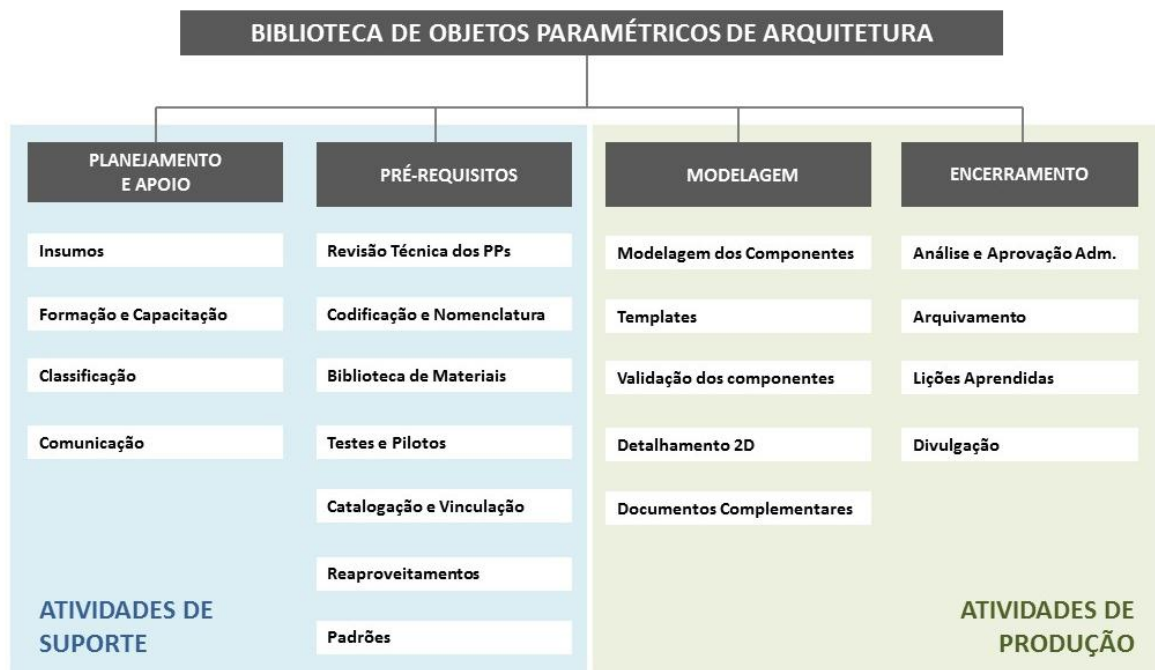 BIBLIOTECA DE OBJETOS PARAMÉTRICOS DE ARQUITETURA
PLANEJAMENTO
E APOIO
Insumos
Formação e Capacitação
Classificação
Comunicação
PRÉ-REQUISITOS
Revisão Técnica dos PPs
Codificação e Nomenclatura
Biblioteca de Materiais
Testes e Pilotos
Catalogação e Vinculação
Reaproveitamentos
Padrões
ATIVIDADES DE
SUPORTE
MODELAGEM
Modelagem dos Componentes
Templates
Validação dos componentes
Detalhamento 2D
Documentos Complementares
ENCERRAMENTO
Análise e Aprovação Adm.
Arquivamento
Lições Aprendidas
Divulgação
ATIVIDADES DE
PRODUÇÃO